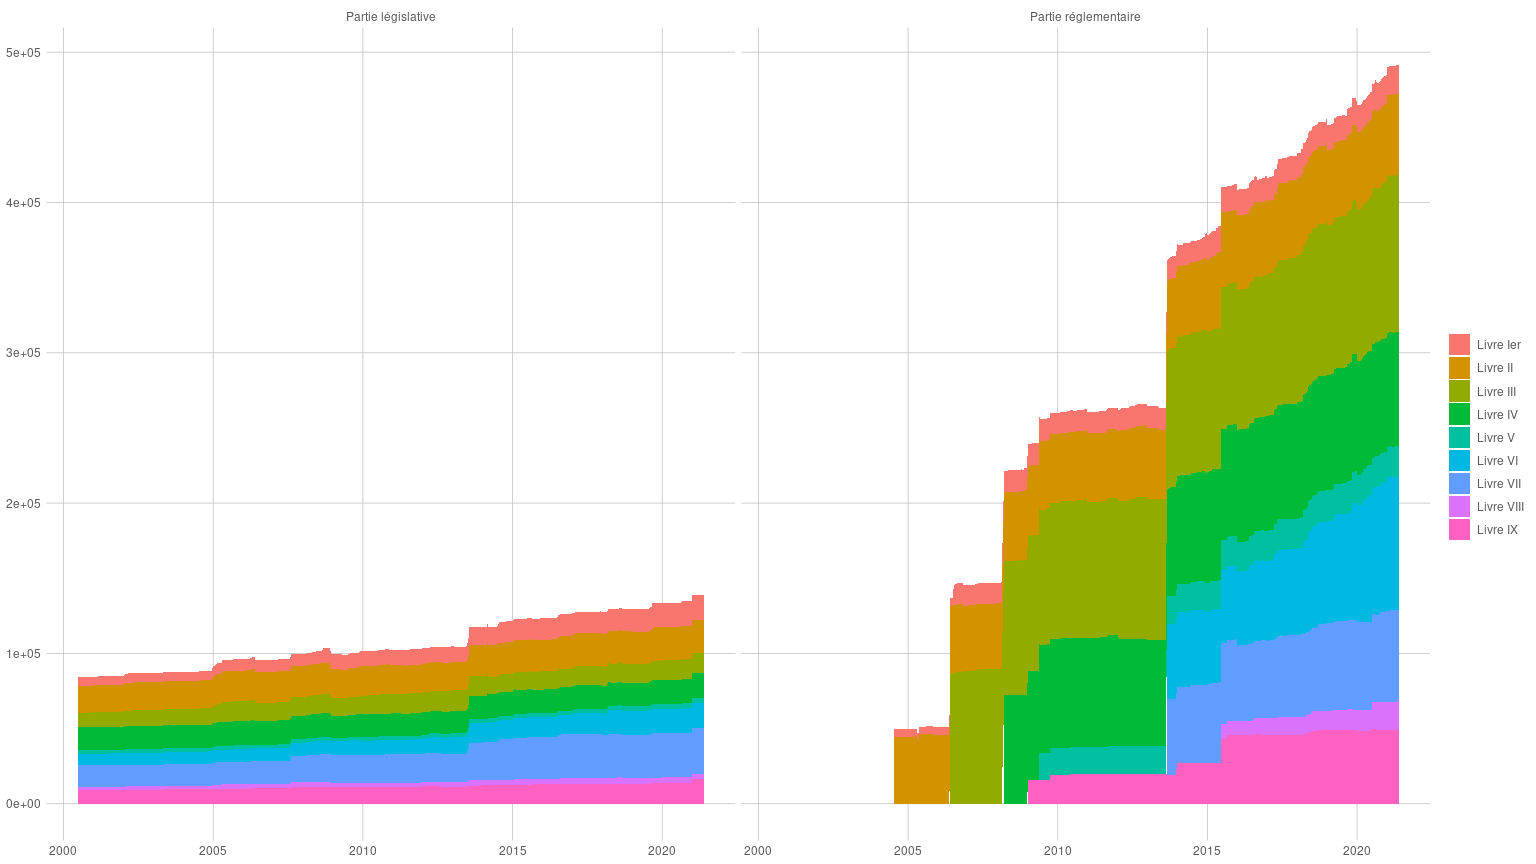 Partie législative
Partie réglementaire
5e+05
4e+05
3e+05
2e+05
1e+05
0e+00
2000 2005 2010 2015 2020
2000 2005 2010 2015 2020
Livre Ier
Livre II
Livre III
Livre IV
Livre V
Livre VI
Livre VII
Livre VIII
Livre IX